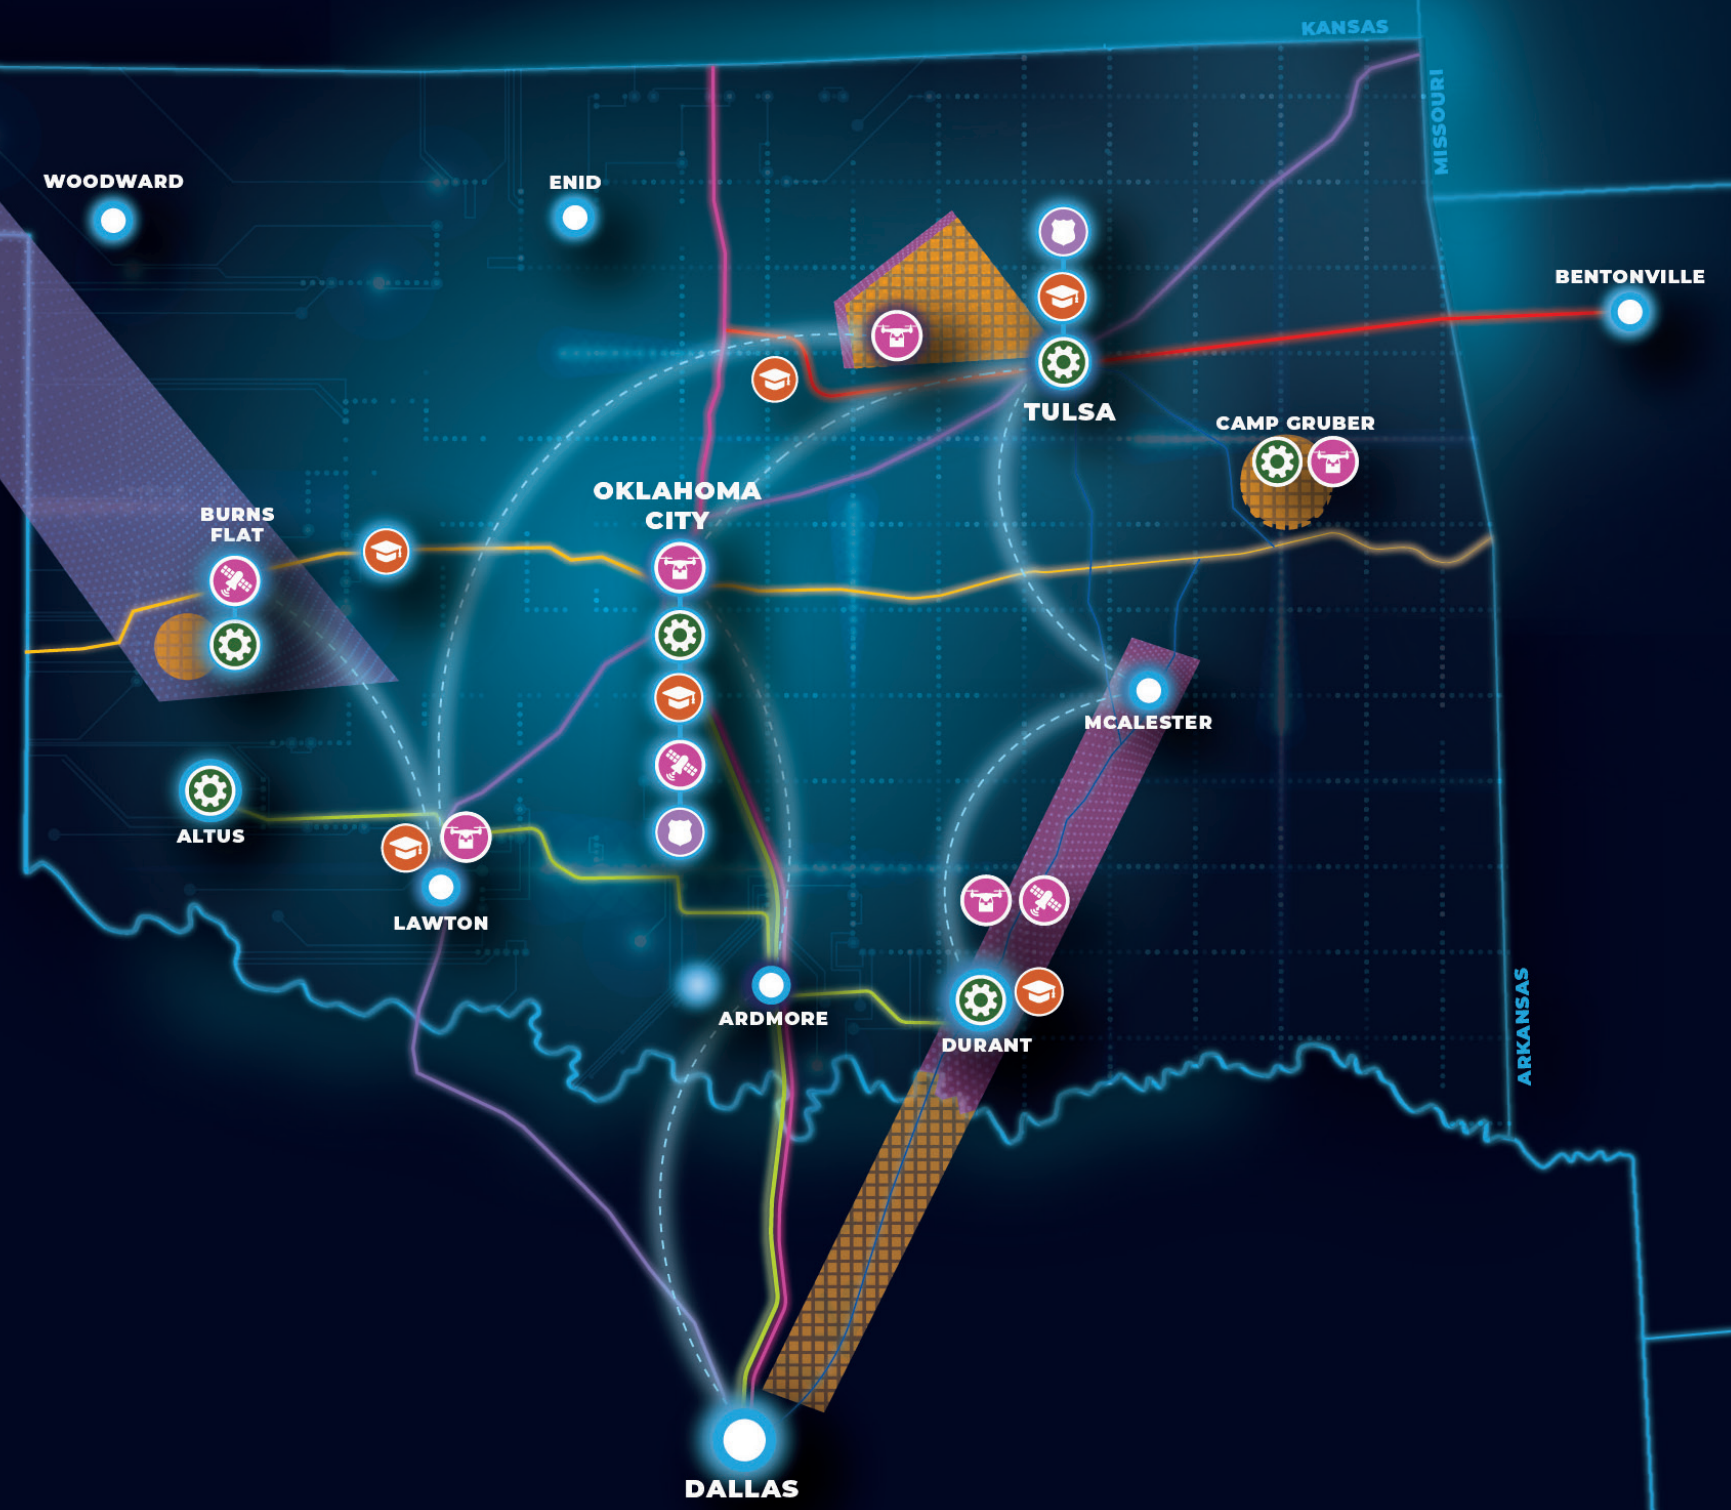 KANSAS
MISSOURI
WOODWARD
ENID
BENTONVILLE
TULSA
CAMP GRUBER
OKLAHOMA
CITY
BURNS
FLAT
MCALESTER
ALTUS
LAWTON
ARDMORE
DURANT
ARKANSAS
DALLAS